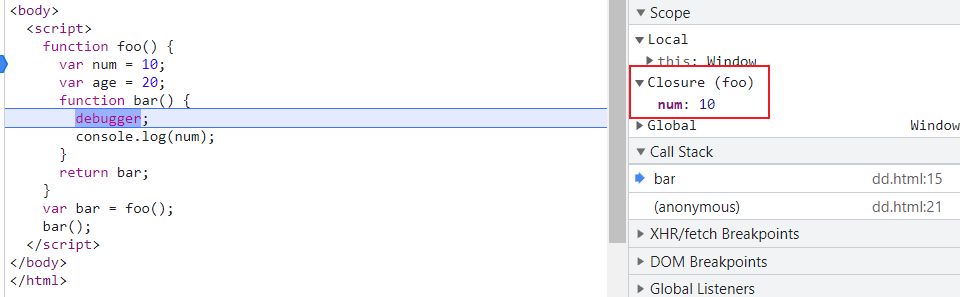 <body>
<script>
function foo() {
var num = 10;
var age = 20;
function bar() {
debugger;
console.log(num);
}
return bar;
}
var bar = foo();
bar();
</script>
</body>
</html>
Scope
Local
this: Window
Closure (foo)
num: 10
Global Window
Call Stack
bar dd.html:15
(anonymous) dd.html:21
XHR/fetch Breakpoints
DOM Breakpoints
Global Listeners